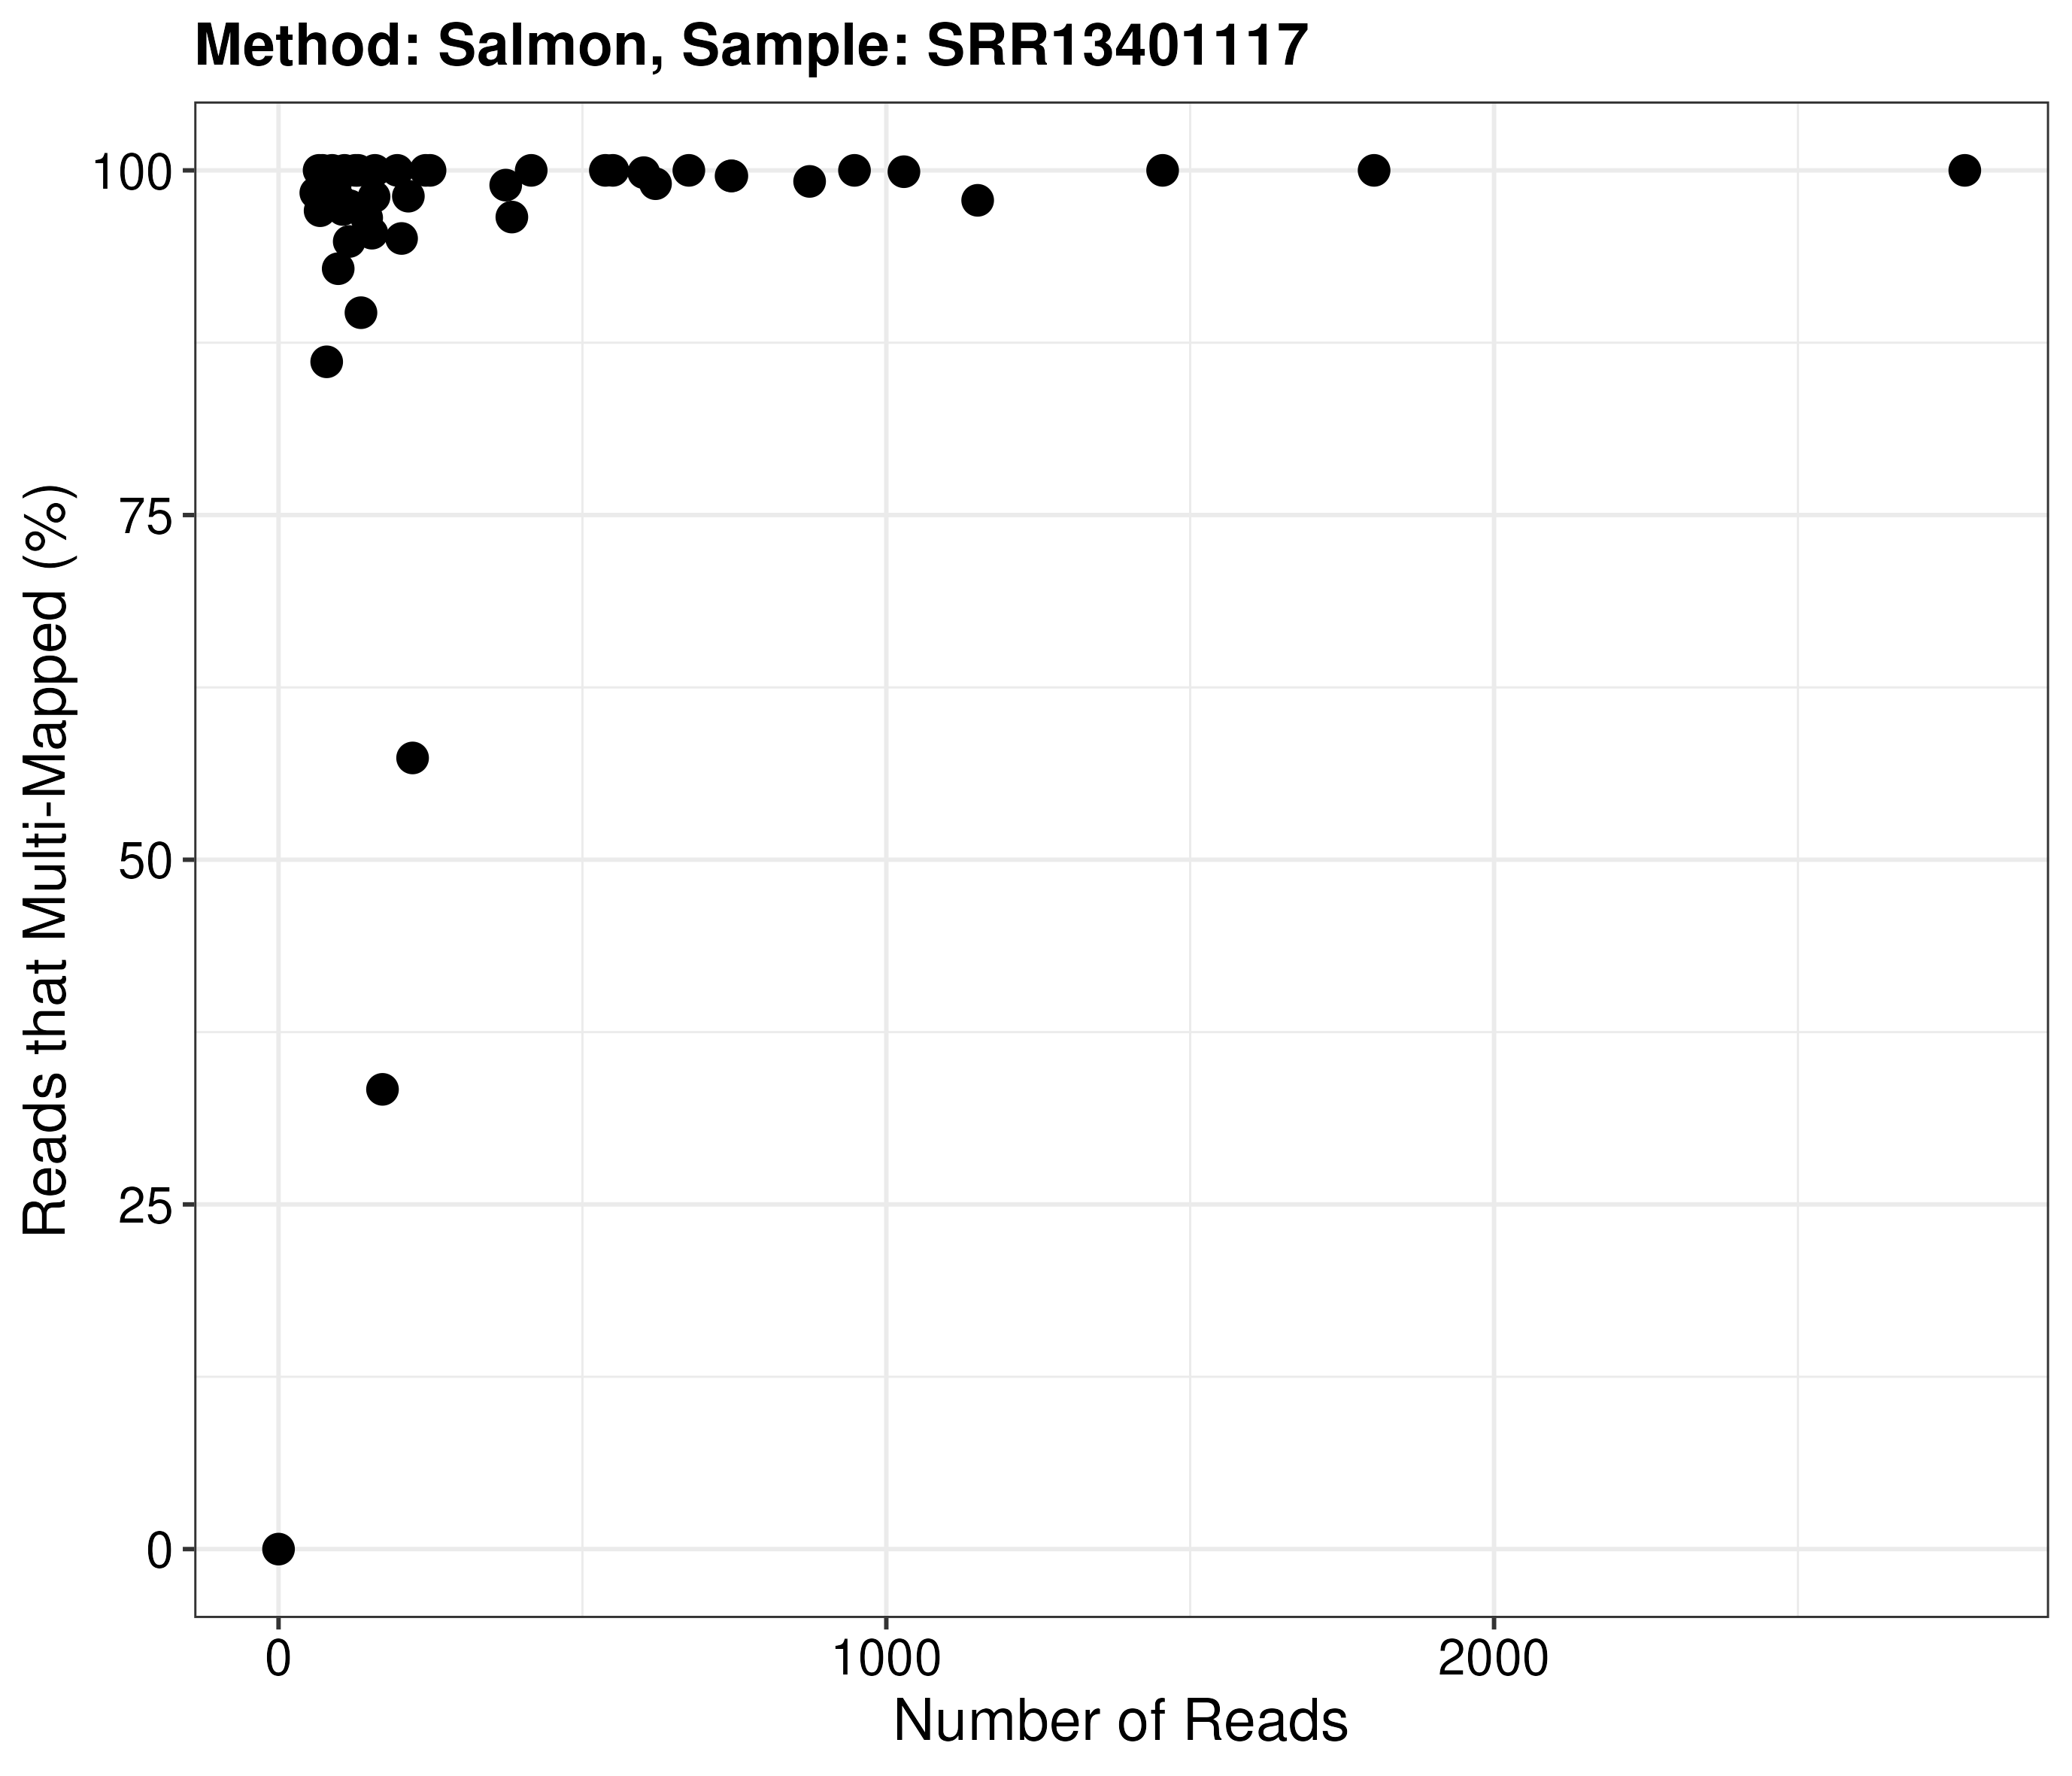 Method: Salmon, Sample: SRR13401117
Reads that Multi-Mapped (%)
100
75
50
25
0
0 1000 2000
Number of Reads